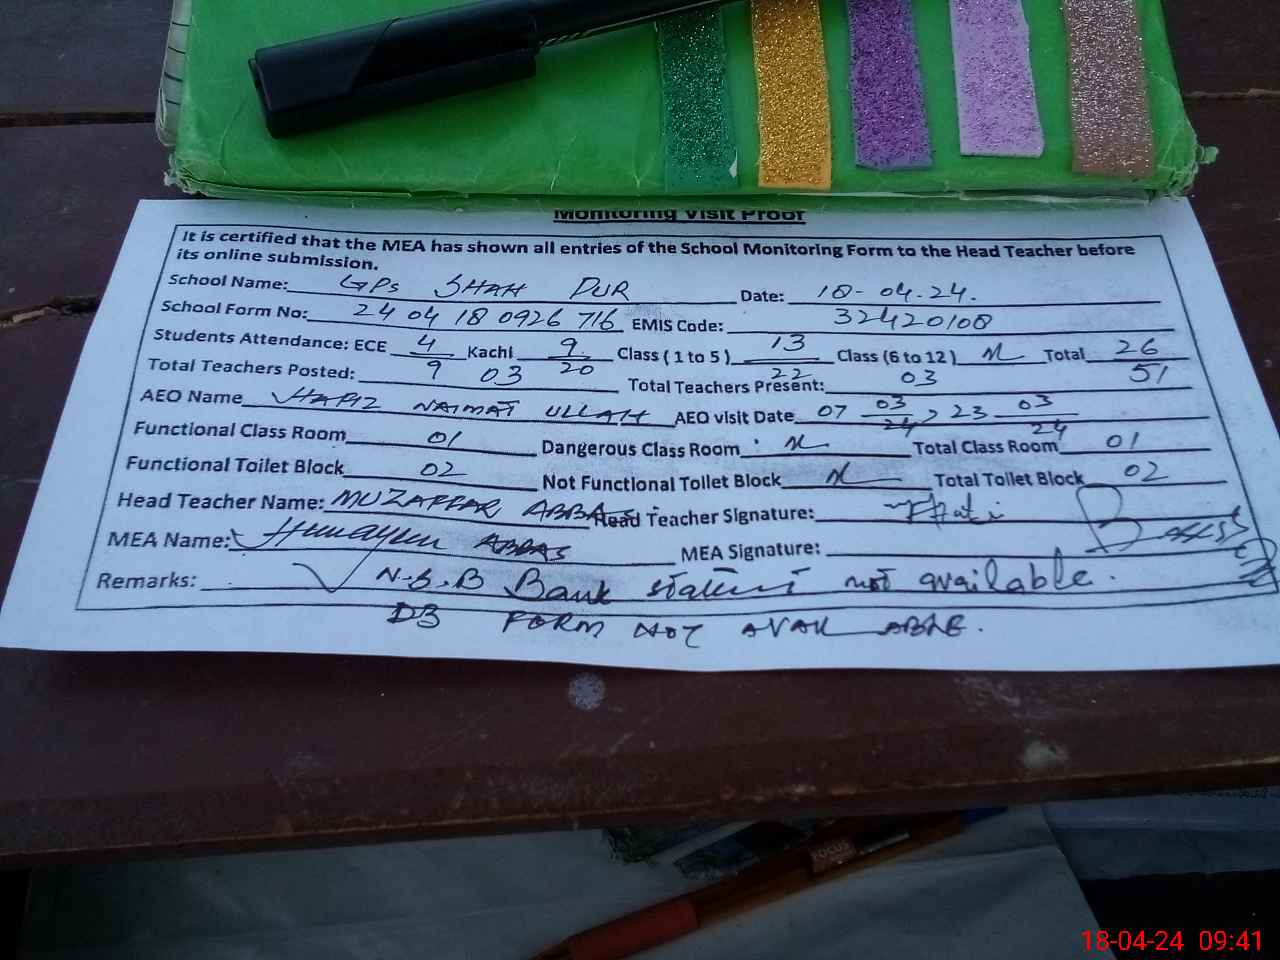 Monitoring Visit Proof
It is certified that the MEA has shown all entries of the School Monitoring Form to the Head Teacher before
its online submission.
School Name: GPS SHAH PUR Date: 18-04-24.
School Form No: 24 04 18 0926 716 EMIS Code: 32420108
Students Attendance: ECE 4/9 Kachi 9/20 Class ( 1 to 5 ) 13/22 Class (6 to 12) N Total 26/51
Total Teachers Posted: 03 Total Teachers Present: 03
AEO Name HAFIZ NAIMAT ULLAH AEO visit Date 07 03/24, 23 03/24
Functional Class Room 01 Dangerous Class Room : N Total Class Room 01
Functional Toilet Block 02 Not Functional Toilet Block N Total Toilet Block 02
Head Teacher Name: MUZAFFAR ABBAS. Head Teacher Signature:
MEA Name: Humayun ABBAS MEA Signature:
Remarks: N.S.B Bank statement not available.
DB FORM NOT AVAILABLE.
FOCUS
18-04-24 09:41